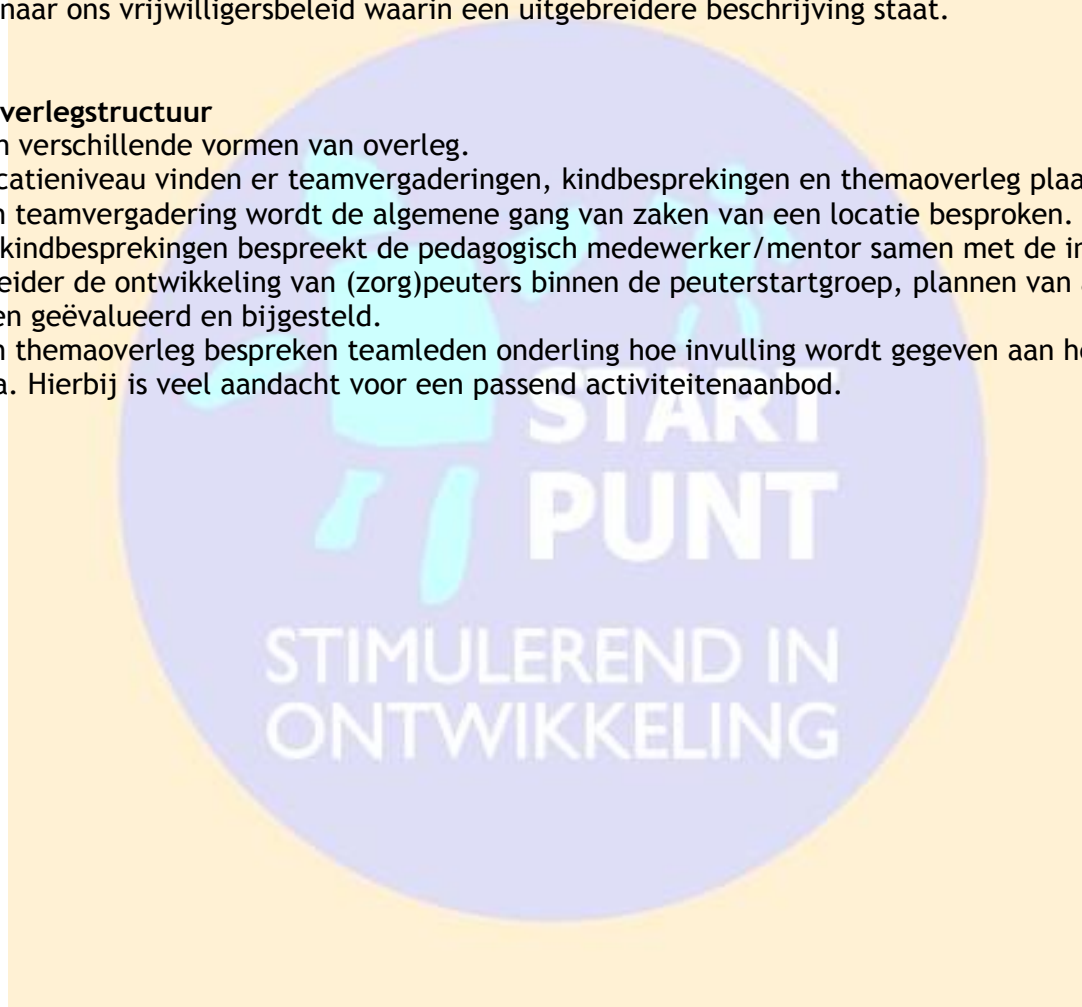 naar ons vrijwilligersbeleid waarin een uitgebreidere beschrijving staat.
verlegstructuur
n verschillende vormen van overleg.
catieniveau vinden er teamvergaderingen, kindbesprekingen en themaoverleg plaa
n teamvergadering wordt de algemene gang van zaken van een locatie besproken.
kindbesprekingen bespreekt de pedagogisch medewerker/mentor samen met de in
eider de ontwikkeling van (zorg)peuters binnen de peuterstartgroep, plannen van a
en geëvalueerd en bijgesteld.
n themaoverleg bespreken teamleden onderling hoe invulling wordt gegeven aan he
a. Hierbij is veel aandacht voor een passend activiteitenaanbod.
START
PUNT
STIMULEREND IN
ONTWIKKELING